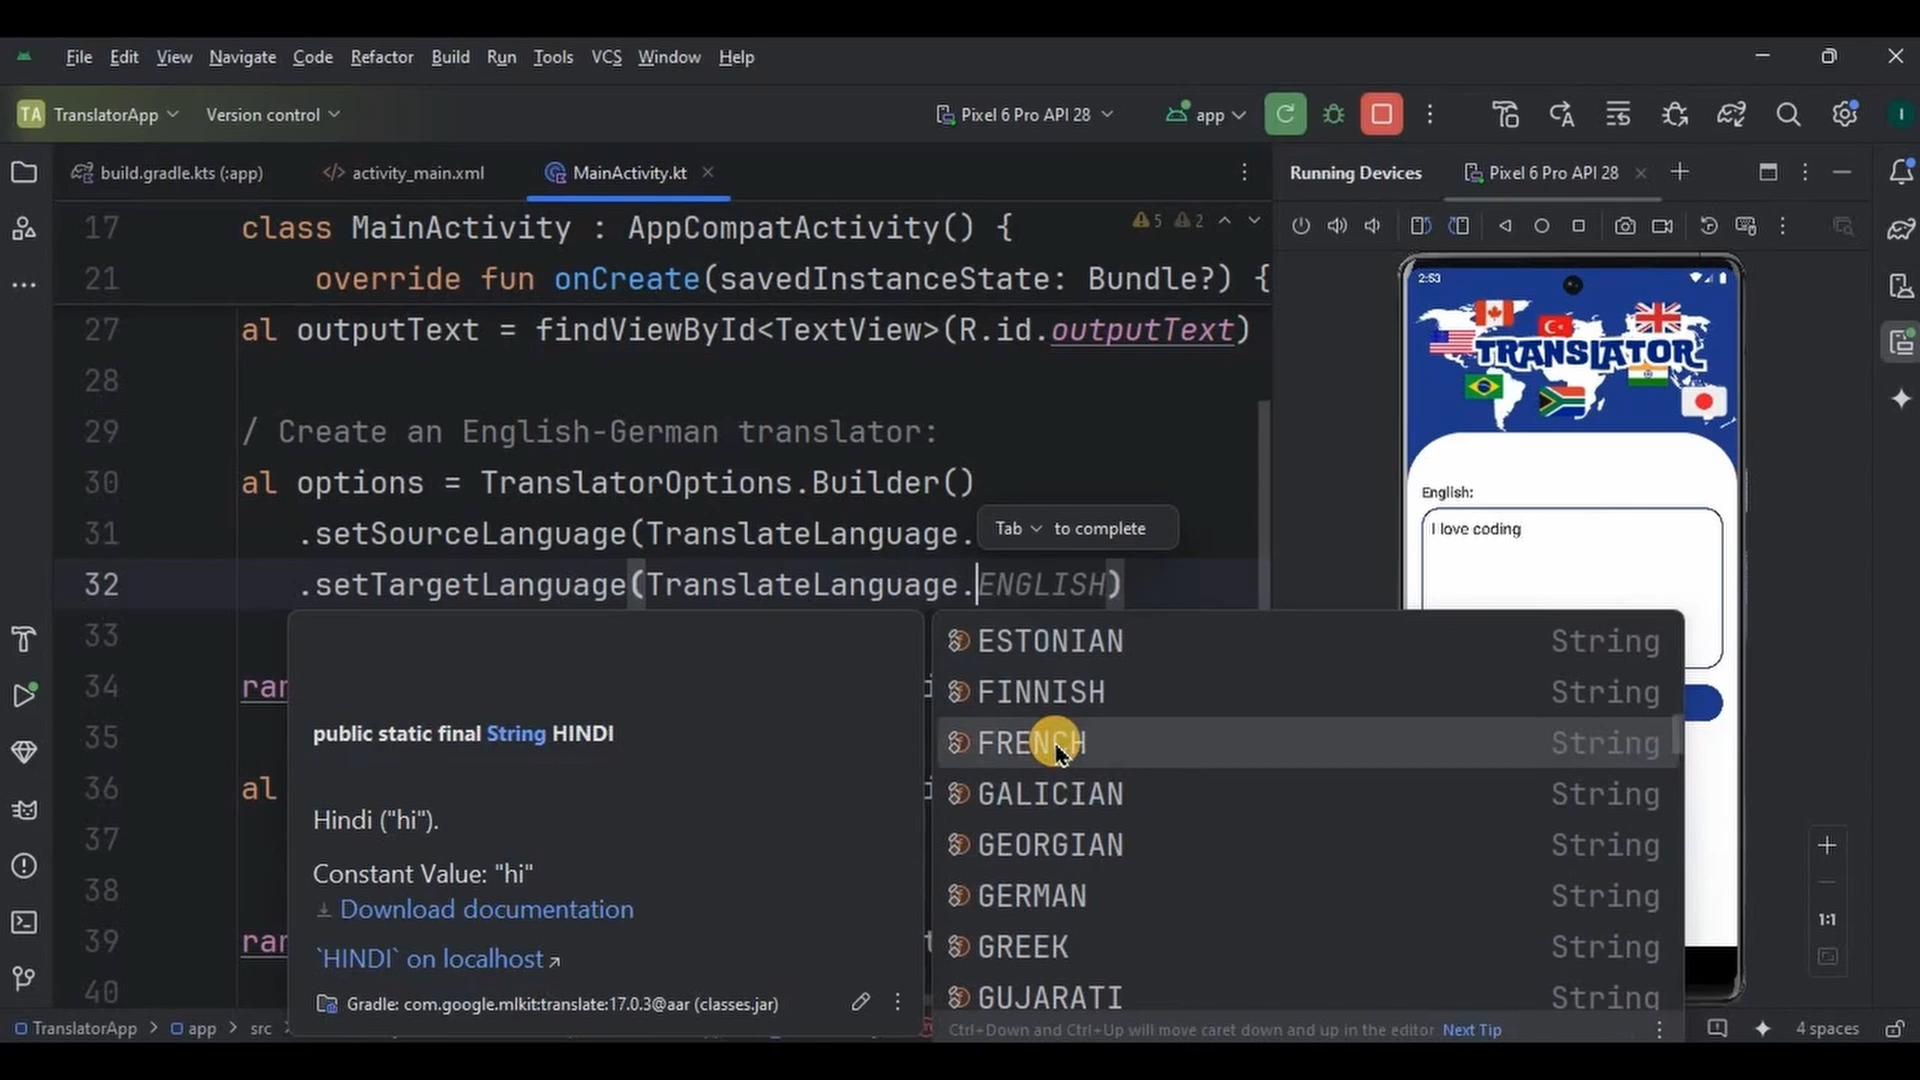 File Edit View Navigate Code Refactor Build Run Tools VCS Window Help
TA TranslatorApp Version control Pixel 6 Pro API 28 app I
build.gradle.kts (:app) activity_main.xml MainActivity.kt
17 class MainActivity : AppCompatActivity() { 5 2
21 override fun onCreate(savedInstanceState: Bundle?) {
27 al outputText = findViewById<TextView>(R.id.outputText)
28
29 / Create an English-German translator:
30 al options = TranslatorOptions.Builder()
31 .setSourceLanguage(TranslateLanguage.
Tab to complete
32 .setTargetLanguage(TranslateLanguage.ENGLISH)
33
34 ran
35
36 al
37
38
39 ran
40
public static final String HINDI
Hindi ("hi").
Constant Value: "hi"
Download documentation
`HINDI` on localhost
Gradle: com.google.mlkit:translate:17.0.3@aar (classes.jar)
ESTONIAN String
FINNISH String
FRENCH String
GALICIAN String
GEORGIAN String
GERMAN String
GREEK String
GUJARATI String
Ctrl+Down and Ctrl+Up will move caret down and up in the editor Next Tip
Running Devices Pixel 6 Pro API 28
2:53
TRANSLATOR
English:
I love coding
1:1
TranslatorApp > app > src >
4 spaces